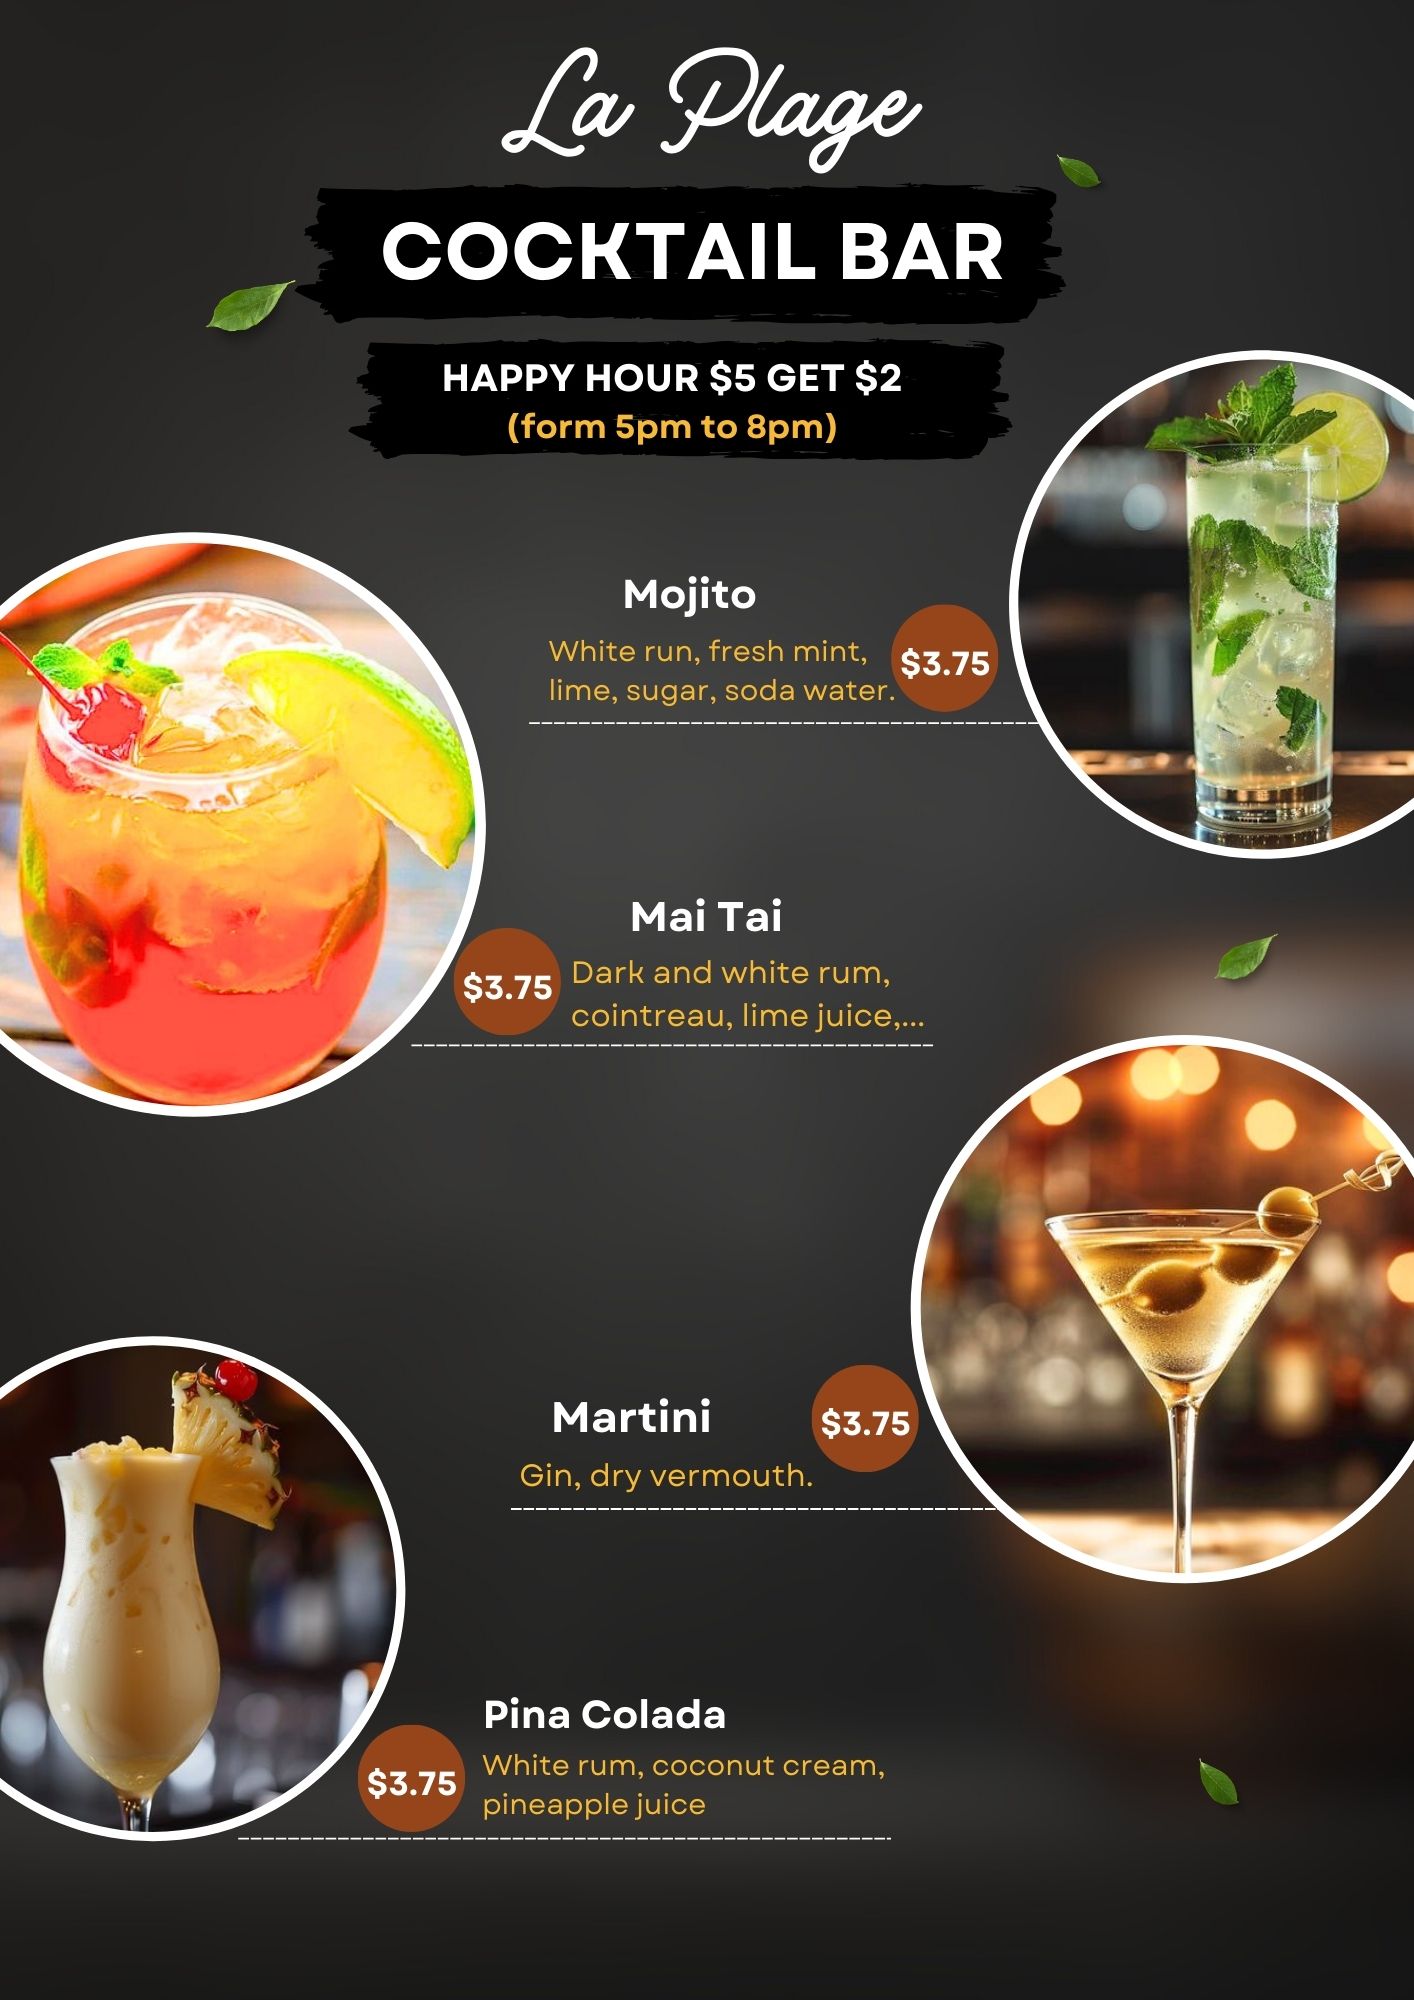 La Plage
COCKTAIL BAR
HAPPY HOUR $5 GET $2
(form 5pm to 8pm)
Mojito
White run, fresh mint,
lime, sugar, soda water.
$3.75
Mai Tai
$3.75
Dark and white rum,
cointreau, lime juice,...
Martini
$3.75
Gin, dry vermouth.
Pina Colada
$3.75
White rum, coconut cream,
pineapple juice